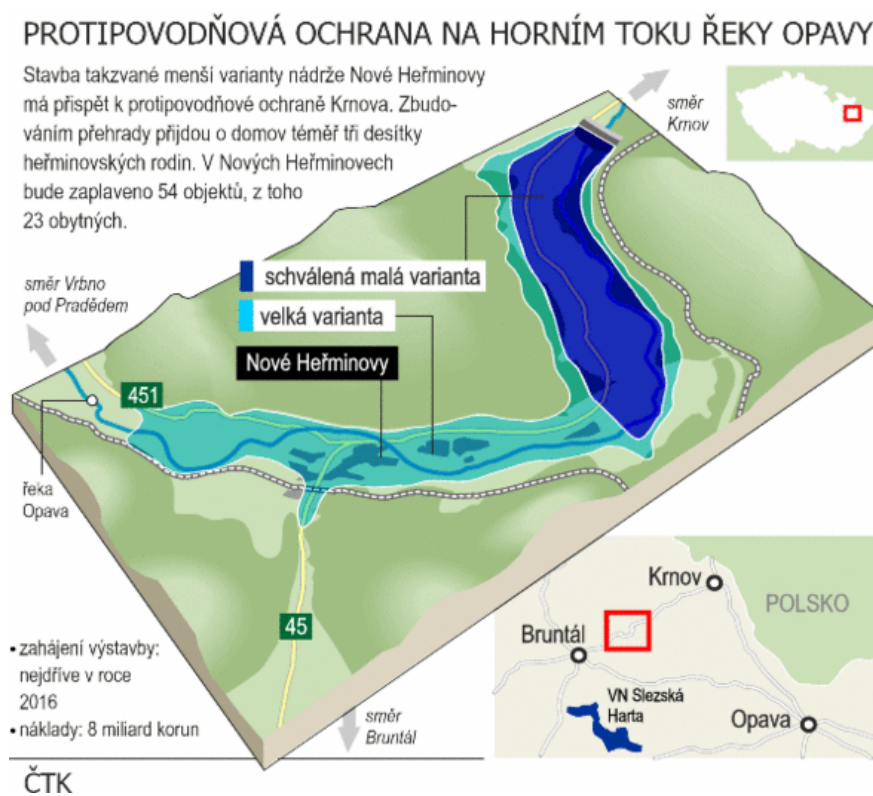 PROTIPOVODŇOVÁ OCHRANA NA HORNÍM TOKU ŘEKY OPAVY
Stavba takzvané menší varianty nádrže Nové Heřminovy
má přispět k protipovodňové ochraně Krnova. Zbudo-
váním přehrady přijdou o domov téměř tři desítky
heřminovských rodin. V Nových Heřminovech
bude zaplaveno 54 objektů, z toho
23 obytných.
směr
Krnov
schválená malá varianta
velká varianta
Nové Heřminovy
směr Vrbno
pod Pradědem
451
řeka
Opava
45
• zahájení výstavby:
nejdříve v roce
2016
• náklady: 8 miliard korun
směr
Bruntál
Krnov
POLSKO
Bruntál
VN Slezská
Harta
Opava
ČTK